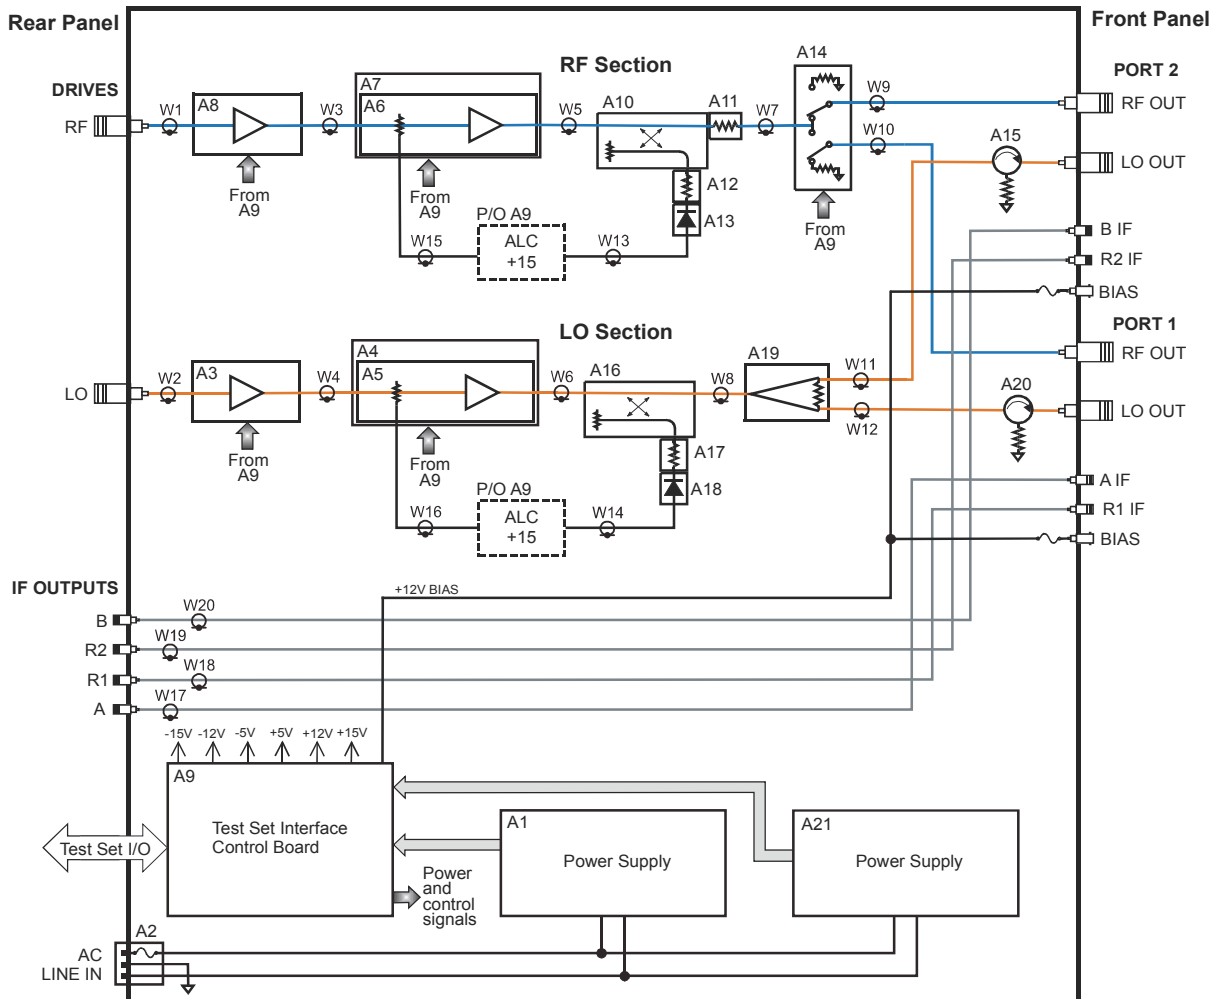 Rear Panel
Front Panel
RF Section
DRIVES
RF
W1
A8
From
A9
W3
A7
A6
From
A9
W5
A10
A11
W7
A14
From
A9
W9
W10
A12
A13
P/O A9
ALC
+15
W15
W13
PORT 2
RF OUT
A15
LO OUT
B IF
R2 IF
BIAS
LO Section
LO
W2
A3
From
A9
W4
A4
A5
From
A9
W6
A16
W8
A19
W11
W12
A17
A18
P/O A9
ALC
+15
W16
W14
PORT 1
RF OUT
A20
LO OUT
A IF
R1 IF
BIAS
IF OUTPUTS
+12V BIAS
B
W20
R2
W19
R1
W18
A
W17
-15V
-12V
-5V
+5V
+12V
+15V
A9
Test Set Interface
Control Board
Test Set I/O
Power
and
control
signals
A1
Power Supply
A21
Power Supply
A2
AC
LINE IN